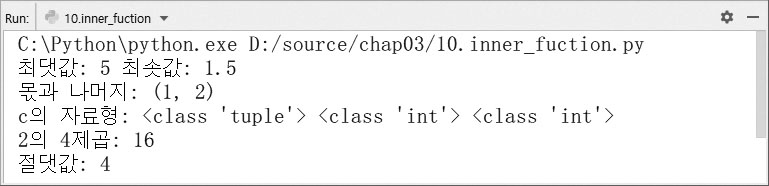 Run: 10.inner_fuction
C:\Python\python.exe D:/source/chap03/10.inner_fuction.py
최댓값: 5 최솟값: 1.5
몫과 나머지: (1, 2)
c의 자료형: <class 'tuple'> <class 'int'> <class 'int'>
2의 4제곱: 16
절댓값: 4